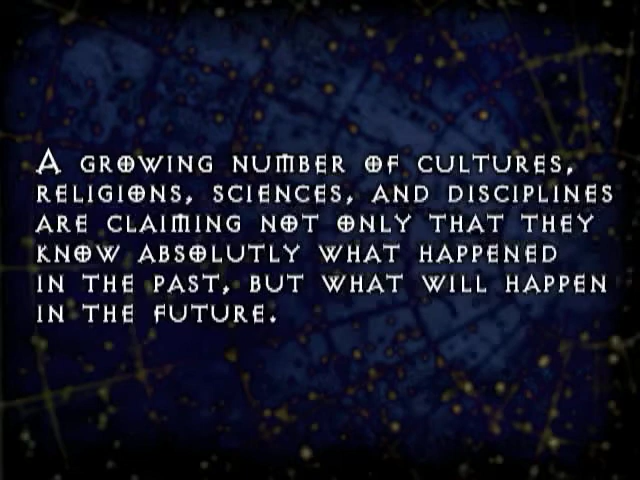 A GROWING NUMBER OF CULTURES,
RELIGIONS, SCIENCES, AND DISCIPLINES
ARE CLAIMING NOT ONLY THAT THEY
KNOW ABSOLUTLY WHAT HAPPENED
IN THE PAST, BUT WHAT WILL HAPPEN
IN THE FUTURE.